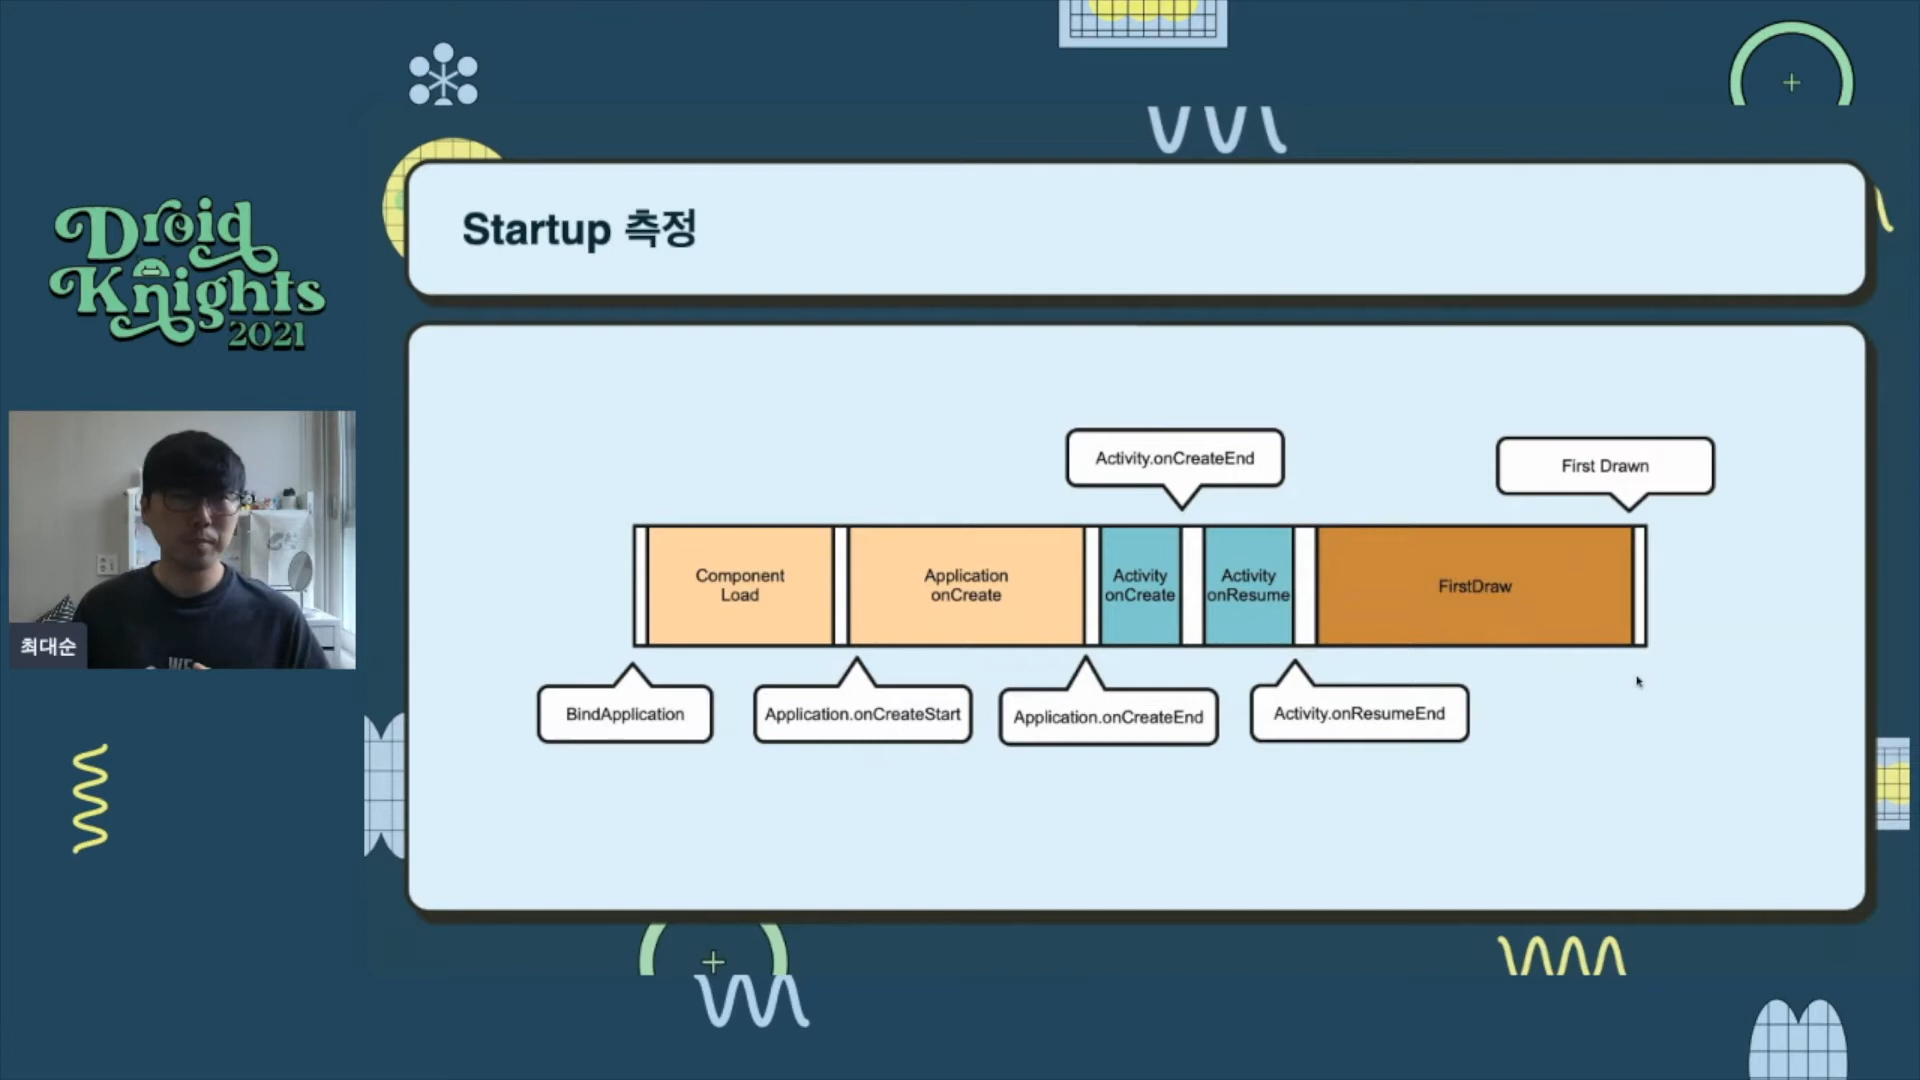 Droid
Knights
2021
Startup 측정
Activity.onCreateEnd
First Drawn
Component
Load
Application
onCreate
Activity
onCreate
Activity
onResume
FirstDraw
BindApplication
Application.onCreateStart
Application.onCreateEnd
Activity.onResumeEnd
최대순
WE